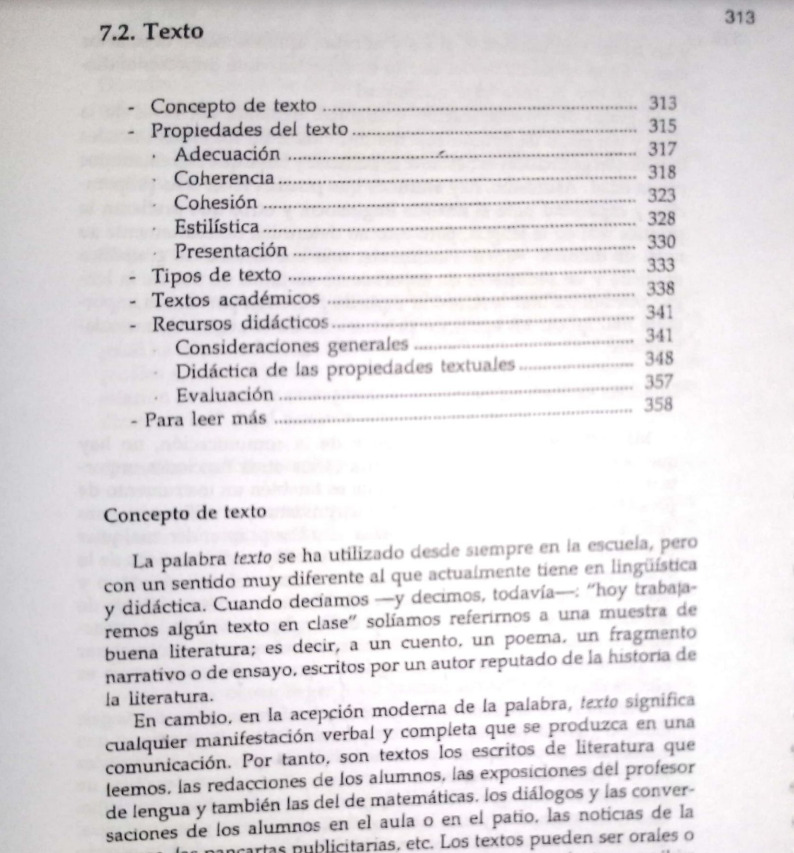 313
7.2. Texto
- Concepto de texto ........ 313
- Propiedades del texto ........ 315
Adecuación ........ 317
Coherencia ........ 318
Cohesión ........ 323
Estilística ........ 328
Presentación ........ 330
- Tipos de texto ........ 333
- Textos académicos ........ 338
- Recursos didácticos ........ 341
Consideraciones generales ........ 341
Didáctica de las propiedades textuales ........ 348
Evaluación ........ 357
- Para leer más ........ 358
Concepto de texto
La palabra texto se ha utilizado desde siempre en la escuela, pero
con un sentido muy diferente al que actualmente tiene en lingüística
y didáctica. Cuando decíamos —y decimos, todavía—: "hoy trabaja-
remos algún texto en clase" solíamos referirnos a una muestra de
buena literatura; es decir, a un cuento, un poema, un fragmento
narrativo o de ensayo, escritos por un autor reputado de la historia de
la literatura.
En cambio, en la acepción moderna de la palabra, texto significa
cualquier manifestación verbal y completa que se produzca en una
comunicación. Por tanto, son textos los escritos de literatura que
leemos, las redacciones de los alumnos, las exposiciones del profesor
de lengua y también las del de matemáticas, los diálogos y las conver-
saciones de los alumnos en el aula o en el patio, las noticias de la
pancartas publicitarias, etc. Los textos pueden ser orales o